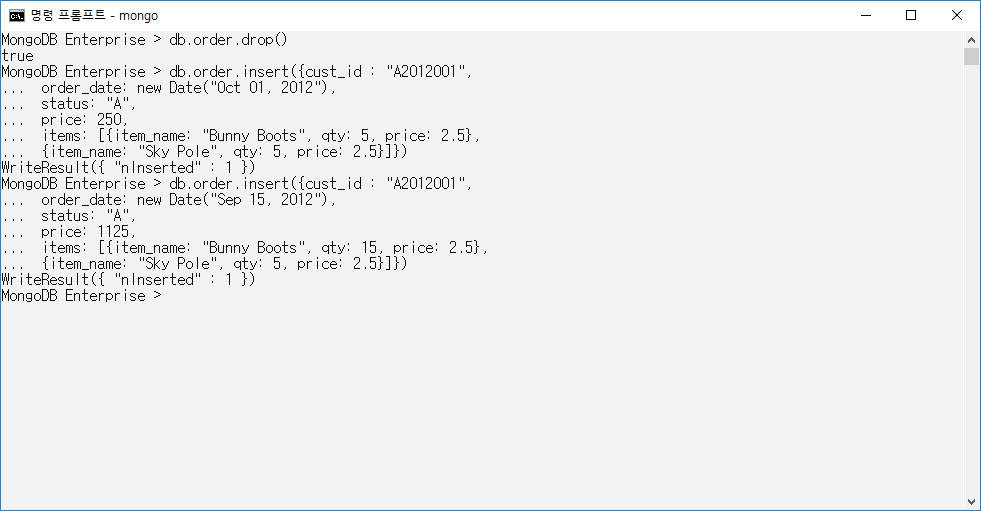 명령 프롬프트 - mongo
MongoDB Enterprise > db.order.drop()
true
MongoDB Enterprise > db.order.insert({cust_id : "A2012001",
...  order_date: new Date("Oct 01, 2012"),
...  status: "A",
...  price: 250,
...  items: [{item_name: "Bunny Boots", qty: 5, price: 2.5},
...  {item_name: "Sky Pole", qty: 5, price: 2.5}]})
WriteResult({ "nInserted" : 1 })
MongoDB Enterprise > db.order.insert({cust_id : "A2012001",
...  order_date: new Date("Sep 15, 2012"),
...  status: "A",
...  price: 1125,
...  items: [{item_name: "Bunny Boots", qty: 15, price: 2.5},
...  {item_name: "Sky Pole", qty: 5, price: 2.5}]})
WriteResult({ "nInserted" : 1 })
MongoDB Enterprise >